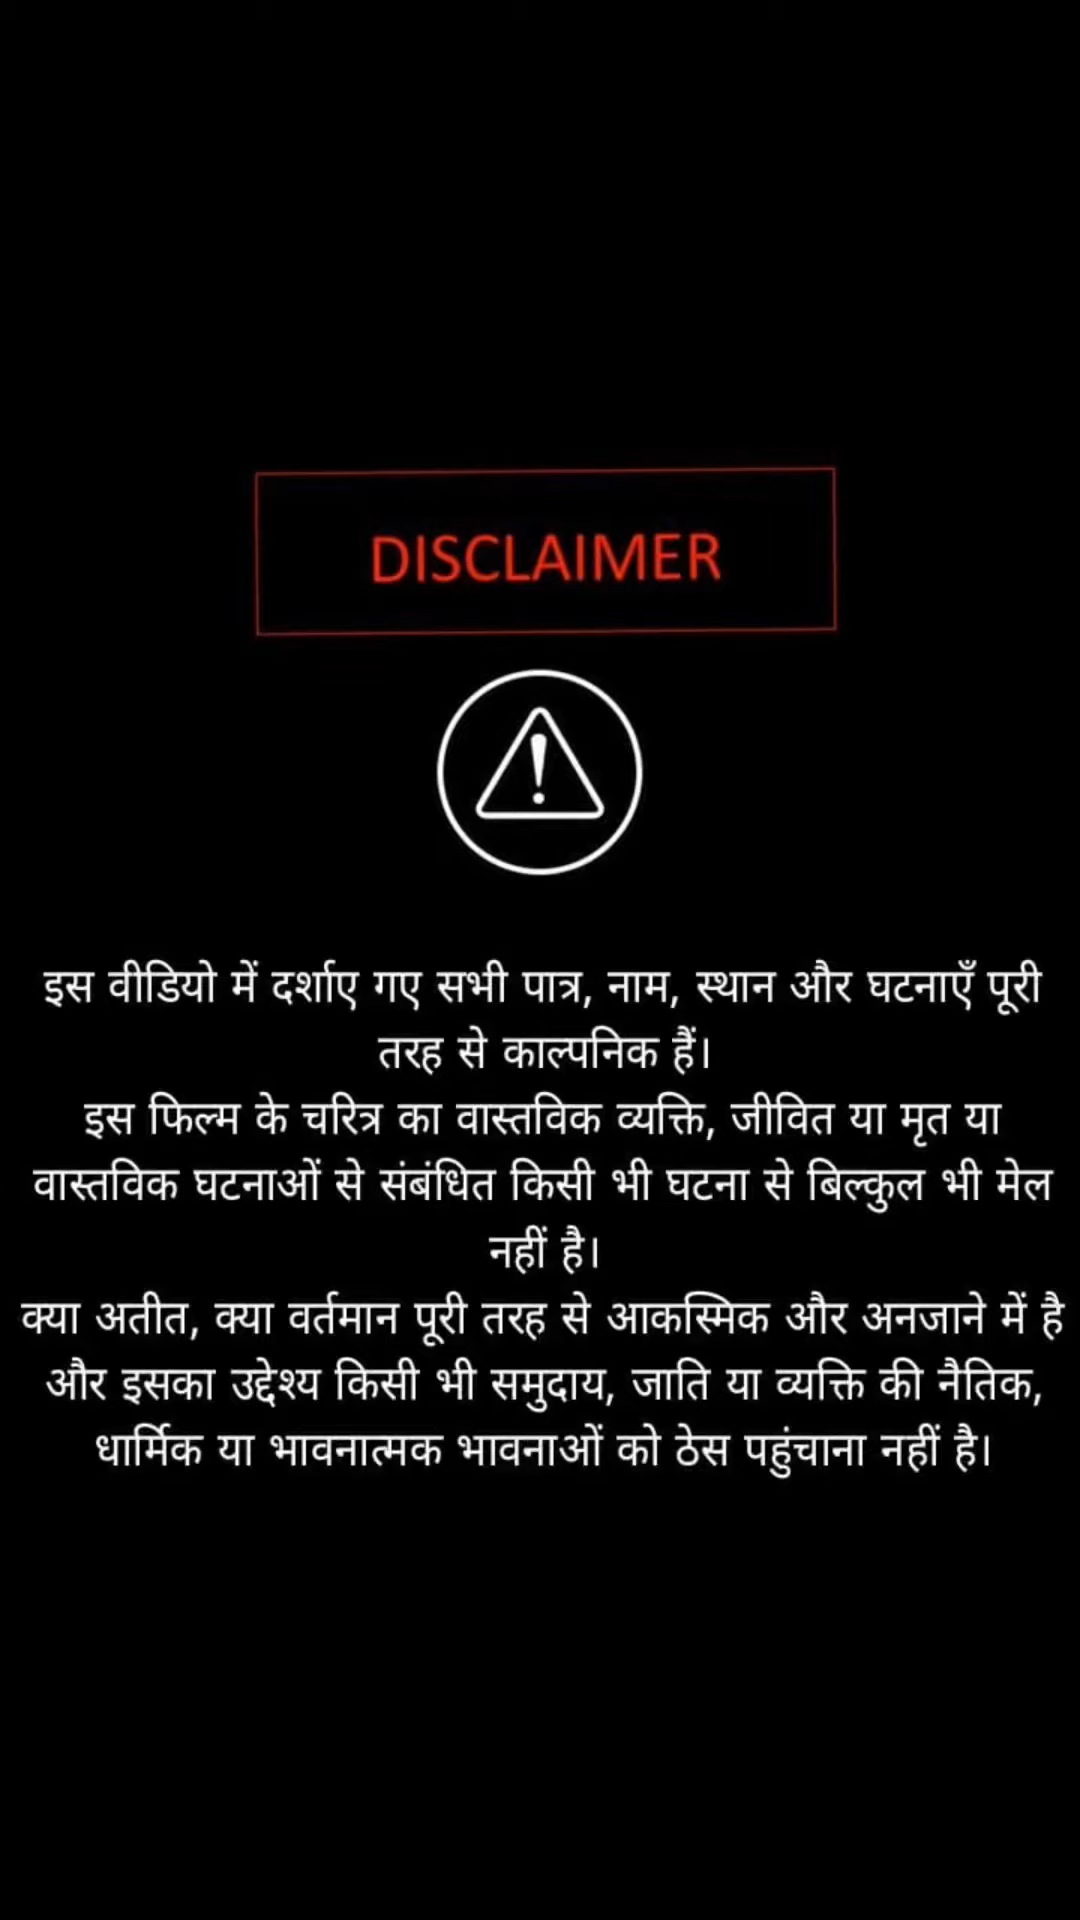 DISCLAIMER
इस वीडियो में दर्शाए गए सभी पात्र, नाम, स्थान और घटनाएँ पूरी
तरह से काल्पनिक हैं।
इस फिल्म के चरित्र का वास्तविक व्यक्ति, जीवित या मृत या
वास्तविक घटनाओं से संबंधित किसी भी घटना से बिल्कुल भी मेल
नहीं है।
क्या अतीत, क्या वर्तमान पूरी तरह से आकस्मिक और अनजाने में है
और इसका उद्देश्य किसी भी समुदाय, जाति या व्यक्ति की नैतिक,
धार्मिक या भावनात्मक भावनाओं को ठेस पहुंचाना नहीं है।